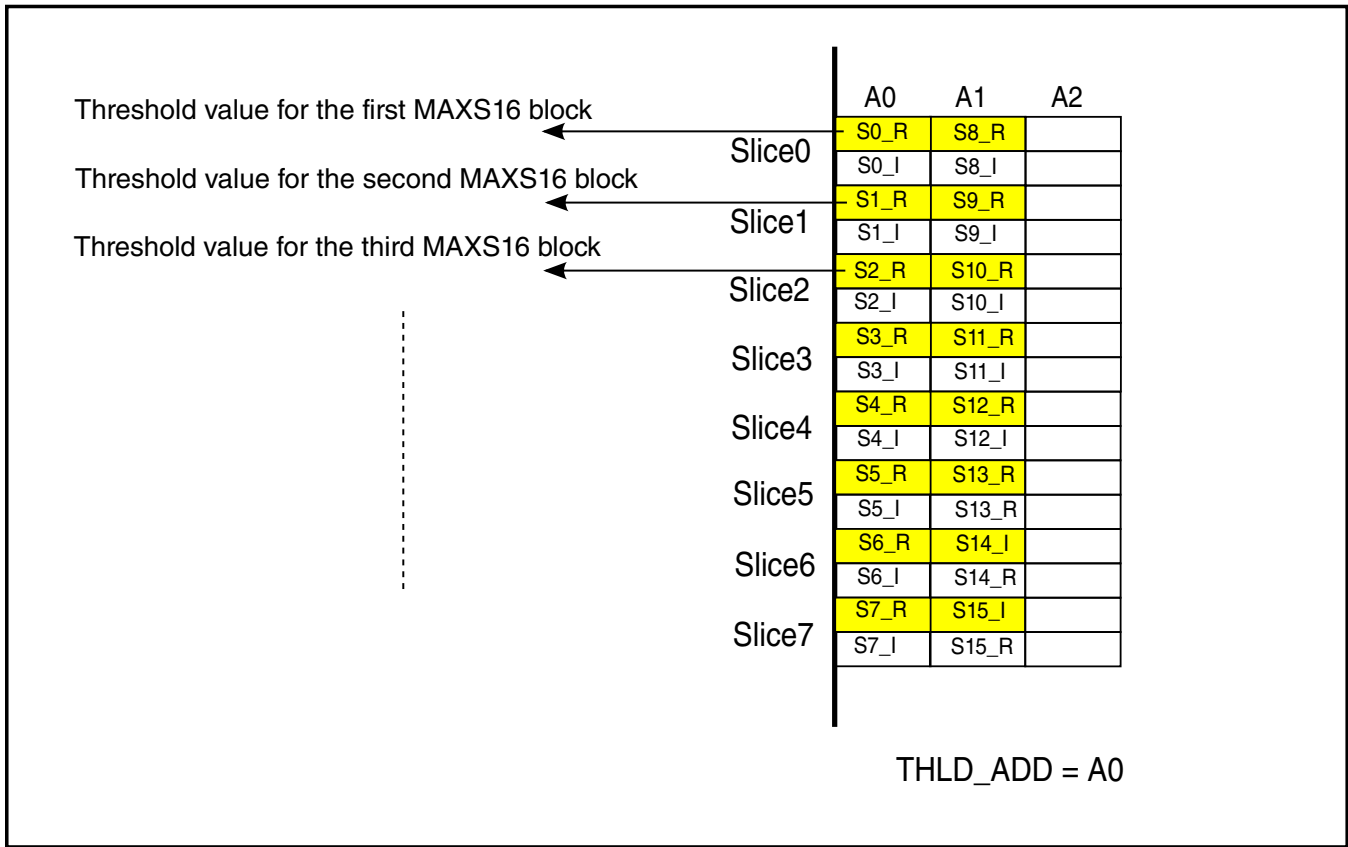 Threshold value for the first MAXS16 block
Threshold value for the second MAXS16 block
Threshold value for the third MAXS16 block
A0 A1 A2
Slice0
S0_R S8_R
S0_I S8_I
Slice1
S1_R S9_R
S1_I S9_I
Slice2
S2_R S10_R
S2_I S10_I
Slice3
S3_R S11_R
S3_I S11_I
Slice4
S4_R S12_R
S4_I S12_I
Slice5
S5_R S13_R
S5_I S13_R
Slice6
S6_R S14_I
S6_I S14_R
Slice7
S7_R S15_I
S7_I S15_R
THLD_ADD = A0